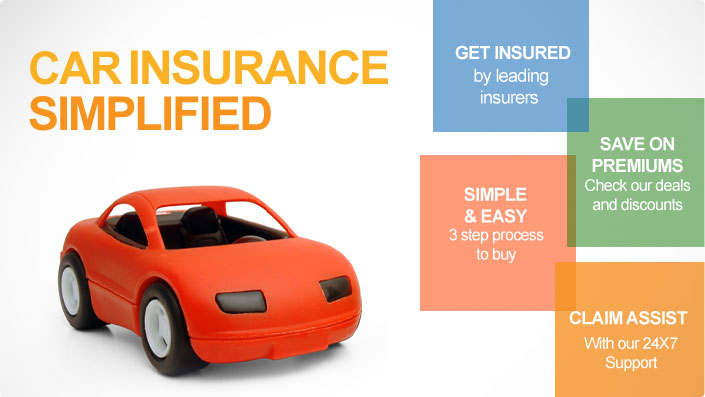 CAR INSURANCE
SIMPLIFIED
GET INSURED
by leading
insurers
SAVE ON
PREMIUMS
Check our deals
and discounts
SIMPLE
& EASY
3 step process
to buy
CLAIM ASSIST
With our 24X7
Support